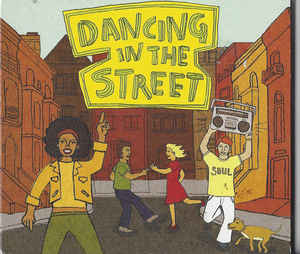 DANCING
IN THE
STREET
SOUL